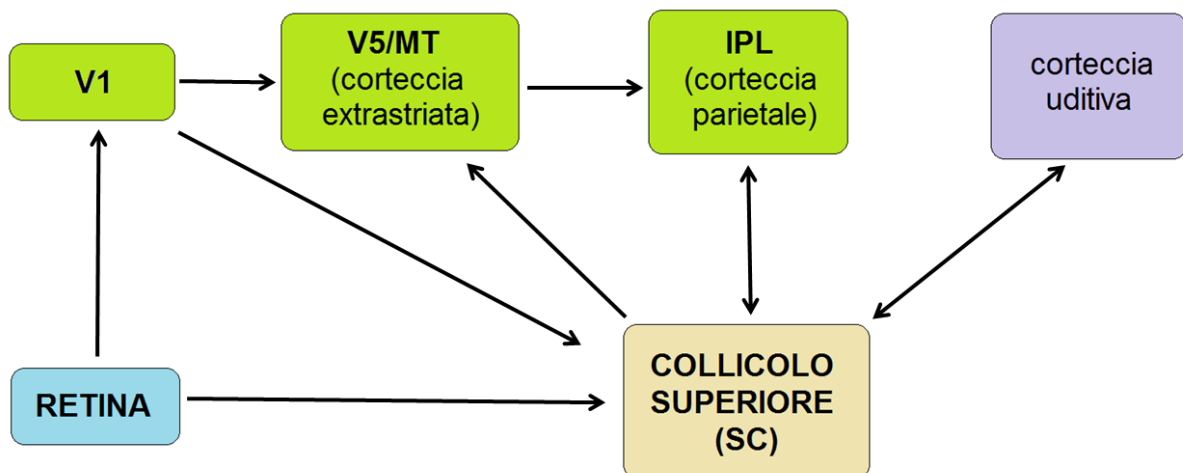 V1
V5/MT
(corteccia
extrastriata)
IPL
(corteccia
parietale)
corteccia
uditiva
RETINA
COLLICOLO
SUPERIORE
(SC)